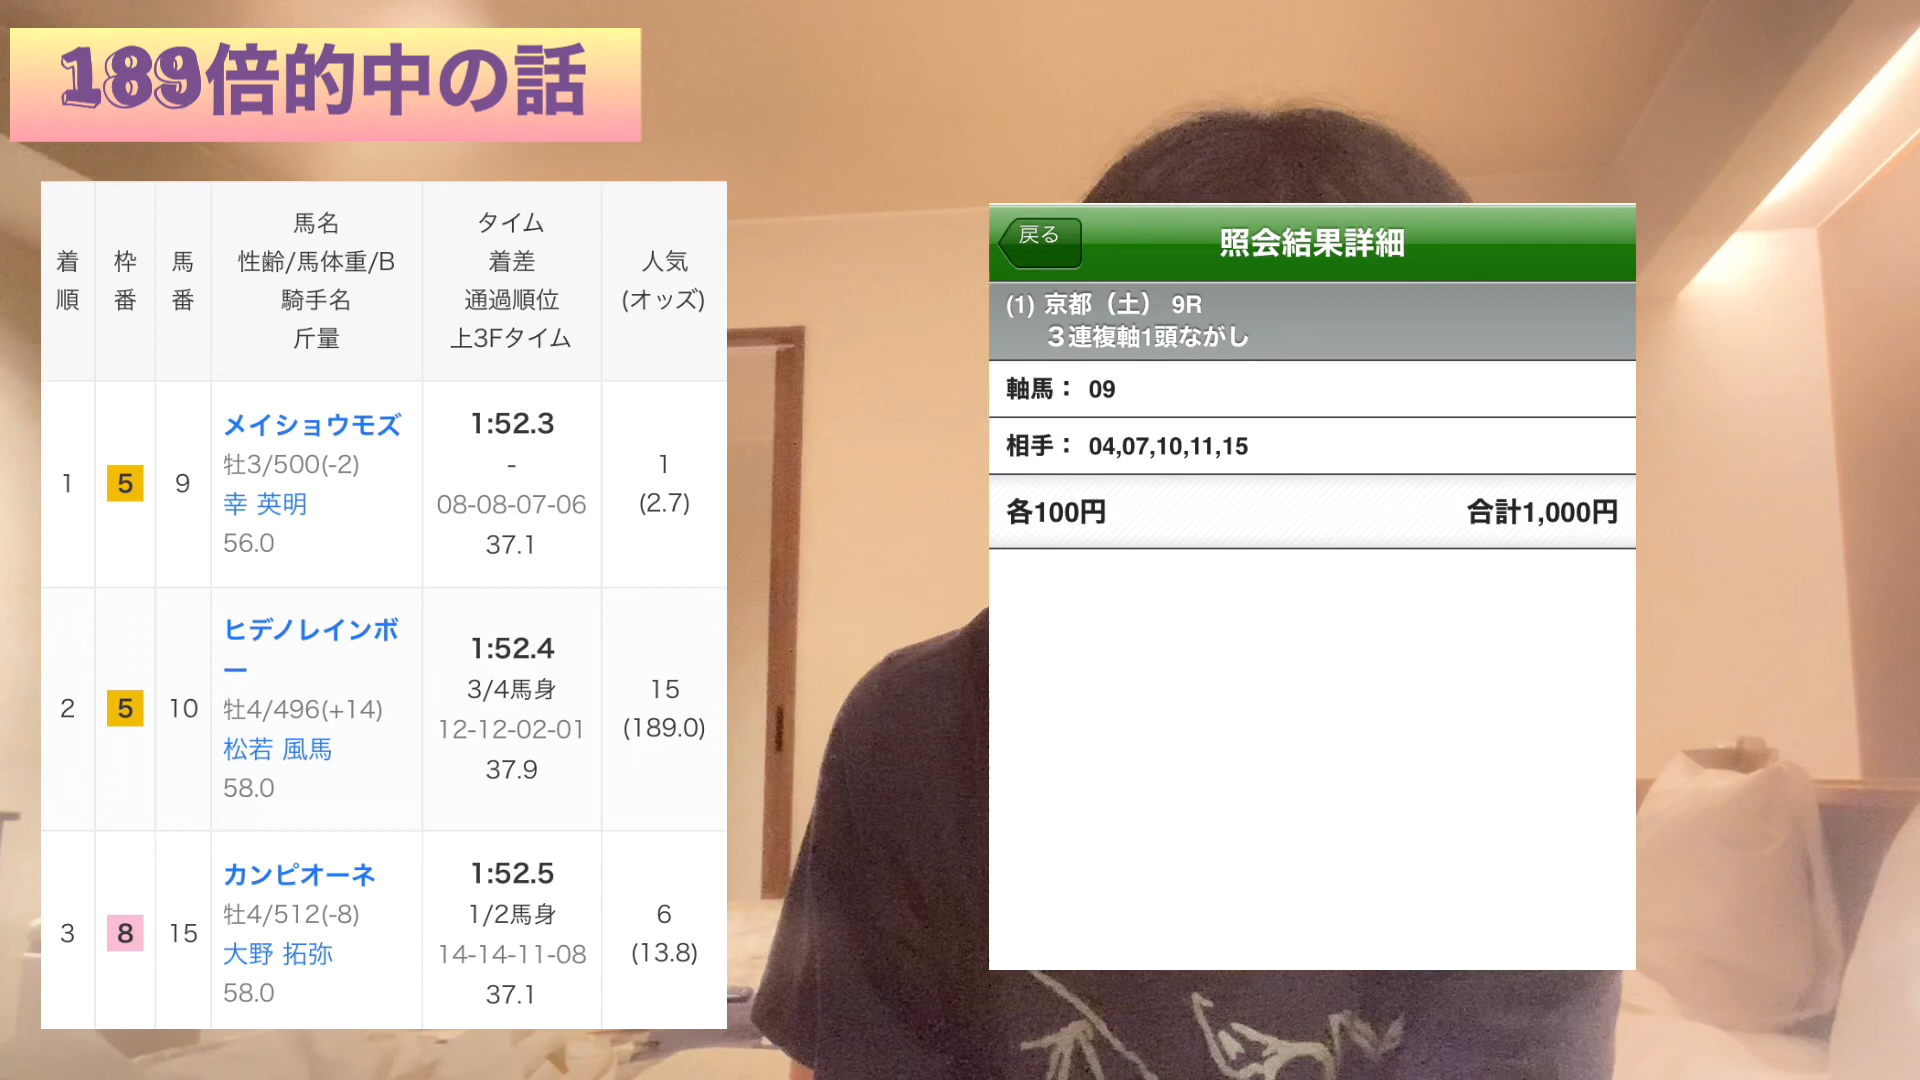 189倍的中の話
着順
枠番
馬番
馬名
性齢/馬体重/B
騎手名
斤量
タイム
着差
通過順位
上3Fタイム
人気
(オッズ)
1
5
9
メイショウモズ
牡3/500(-2)
幸 英明
56.0
1:52.3
-
08-08-07-06
37.1
1
(2.7)
2
5
10
ヒデノレインボ
ー
牡4/496(+14)
松若 風馬
58.0
1:52.4
3/4馬身
12-12-02-01
37.9
15
(189.0)
3
8
15
カンピオーネ
牡4/512(-8)
大野 拓弥
58.0
1:52.5
1/2馬身
14-14-11-08
37.1
6
(13.8)
戻る
照会結果詳細
(1) 京都（土） 9R
３連複軸1頭ながし
軸馬： 09
相手： 04,07,10,11,15
各100円
合計1,000円